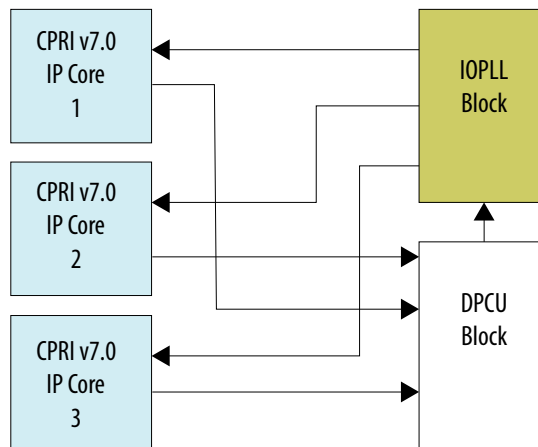 CPRI v7.0
IP Core
1
IOPLL
Block
CPRI v7.0
IP Core
2
DPCU
Block
CPRI v7.0
IP Core
3